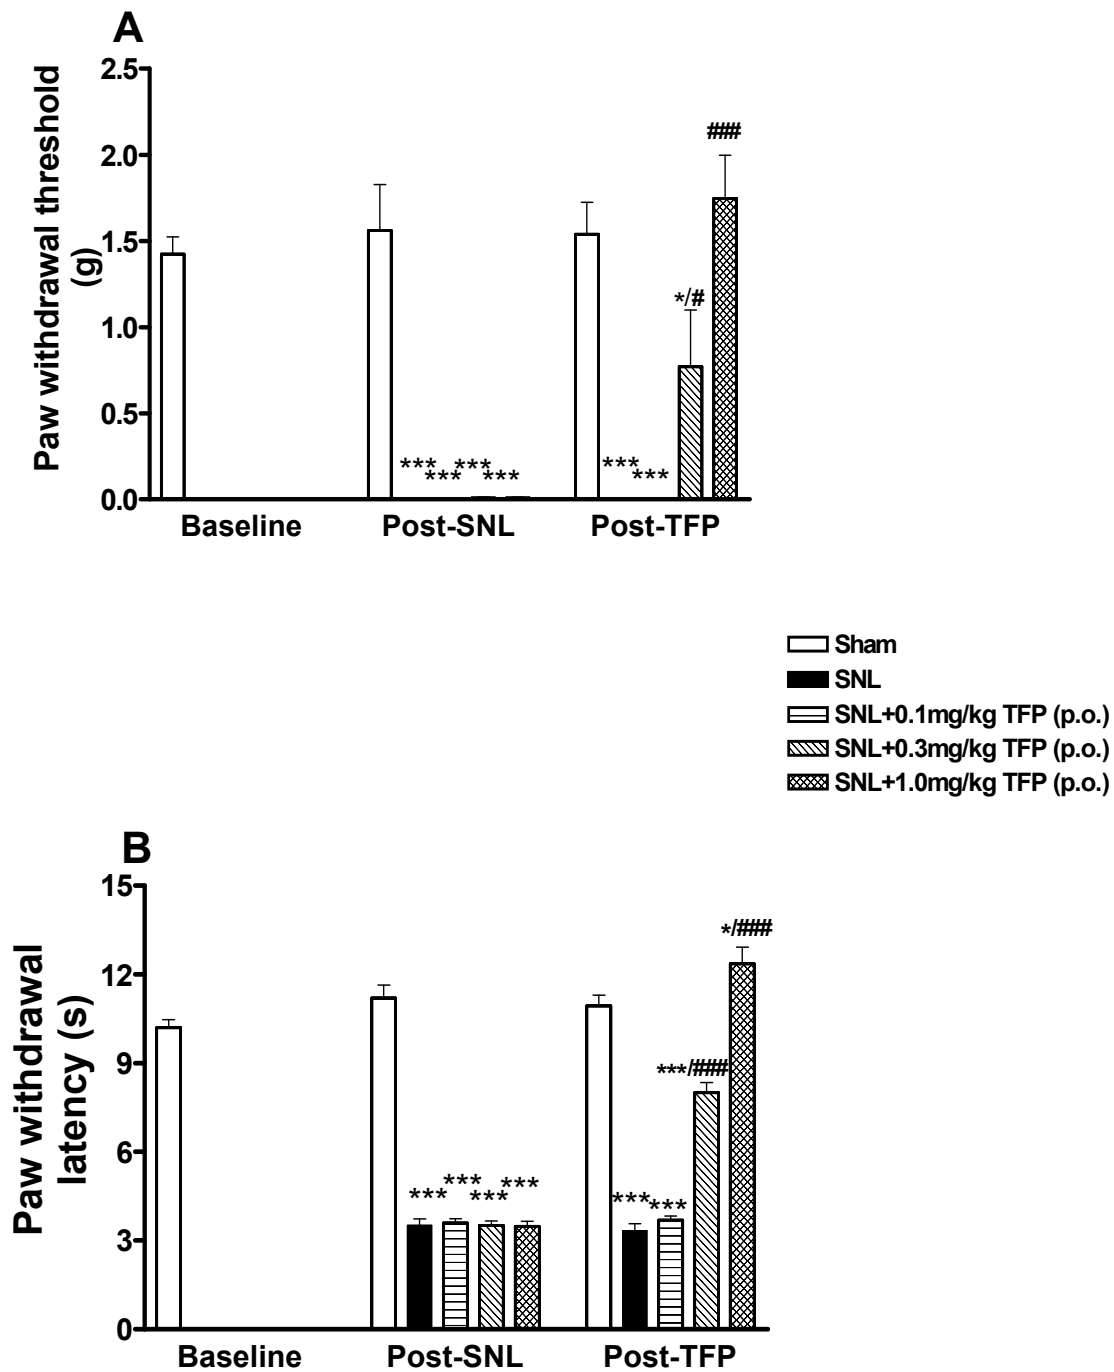 A
Paw withdrawal threshold
(g)
2.5
2.0
1.5
1.0
0.5
0.0
###
*/#
*** *** *** ***
*** ***
Baseline Post-SNL Post-TFP
Sham
SNL
SNL+0.1mg/kg TFP (p.o.)
SNL+0.3mg/kg TFP (p.o.)
SNL+1.0mg/kg TFP (p.o.)
B
Paw withdrawal
latency (s)
15
12
9
6
3
0
*/###
***/###
*** *** *** ***
*** ***
Baseline Post-SNL Post-TFP